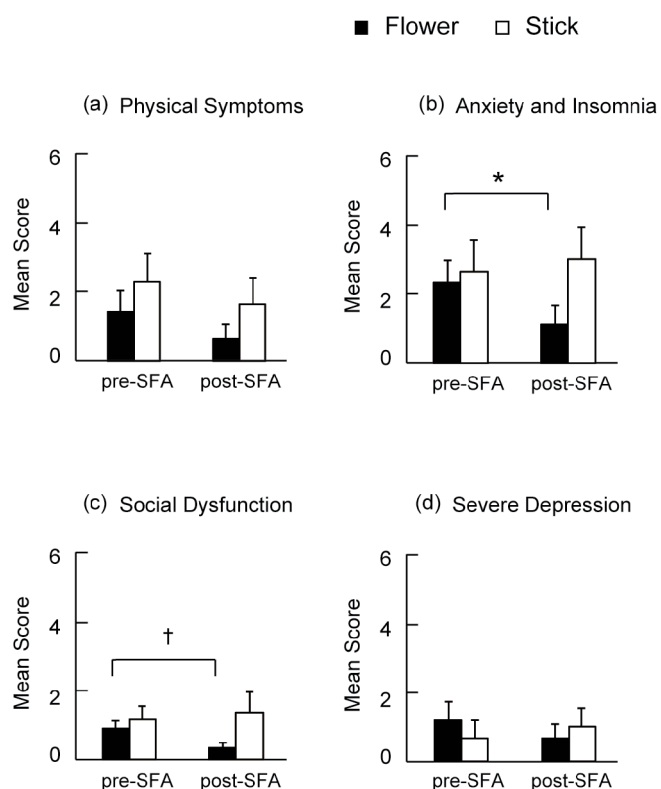 ■ Flower □ Stick
(a) Physical Symptoms
6
4
2
0
Mean Score
pre-SFA post-SFA
(b) Anxiety and Insomnia
6
4
2
0
Mean Score
*
pre-SFA post-SFA
(c) Social Dysfunction
6
4
2
0
Mean Score
†
pre-SFA post-SFA
(d) Severe Depression
6
4
2
0
Mean Score
pre-SFA post-SFA